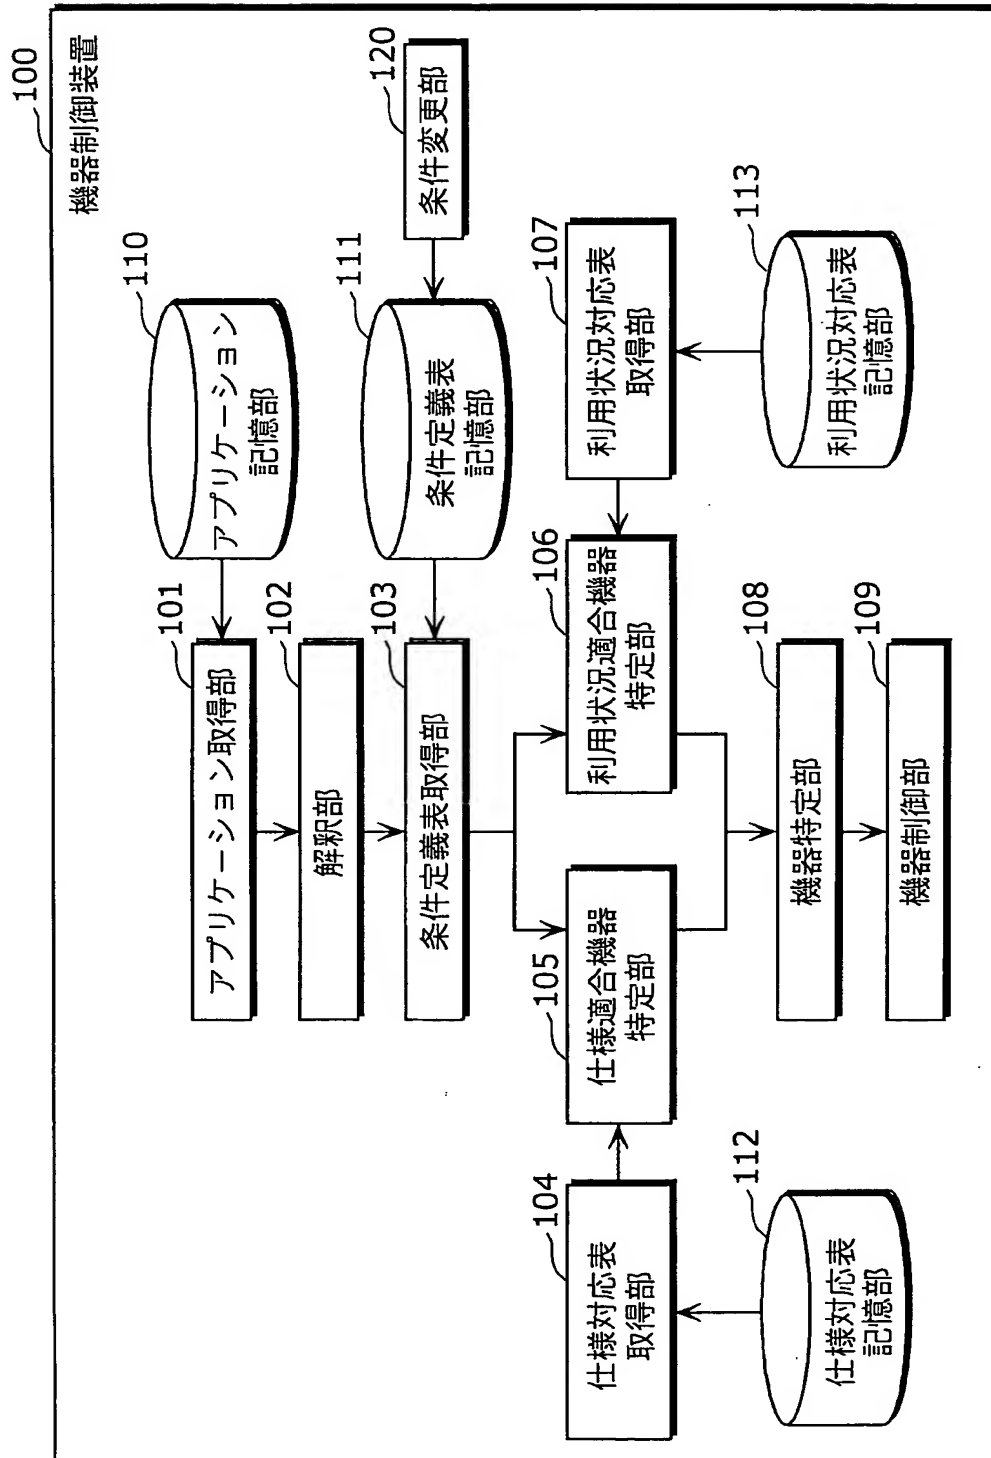 100
機器制御装置
110
アプリケーション
記憶部
101
アプリケーション取得部
102
解釈部
120
条件変更部
111
条件定義表
記憶部
103
条件定義表取得部
104
仕様対応表
取得部
105
仕様適合機器
特定部
106
利用状況適合機器
特定部
107
利用状況対応表
取得部
112
仕様対応表
記憶部
108
機器特定部
113
利用状況対応表
記憶部
109
機器制御部